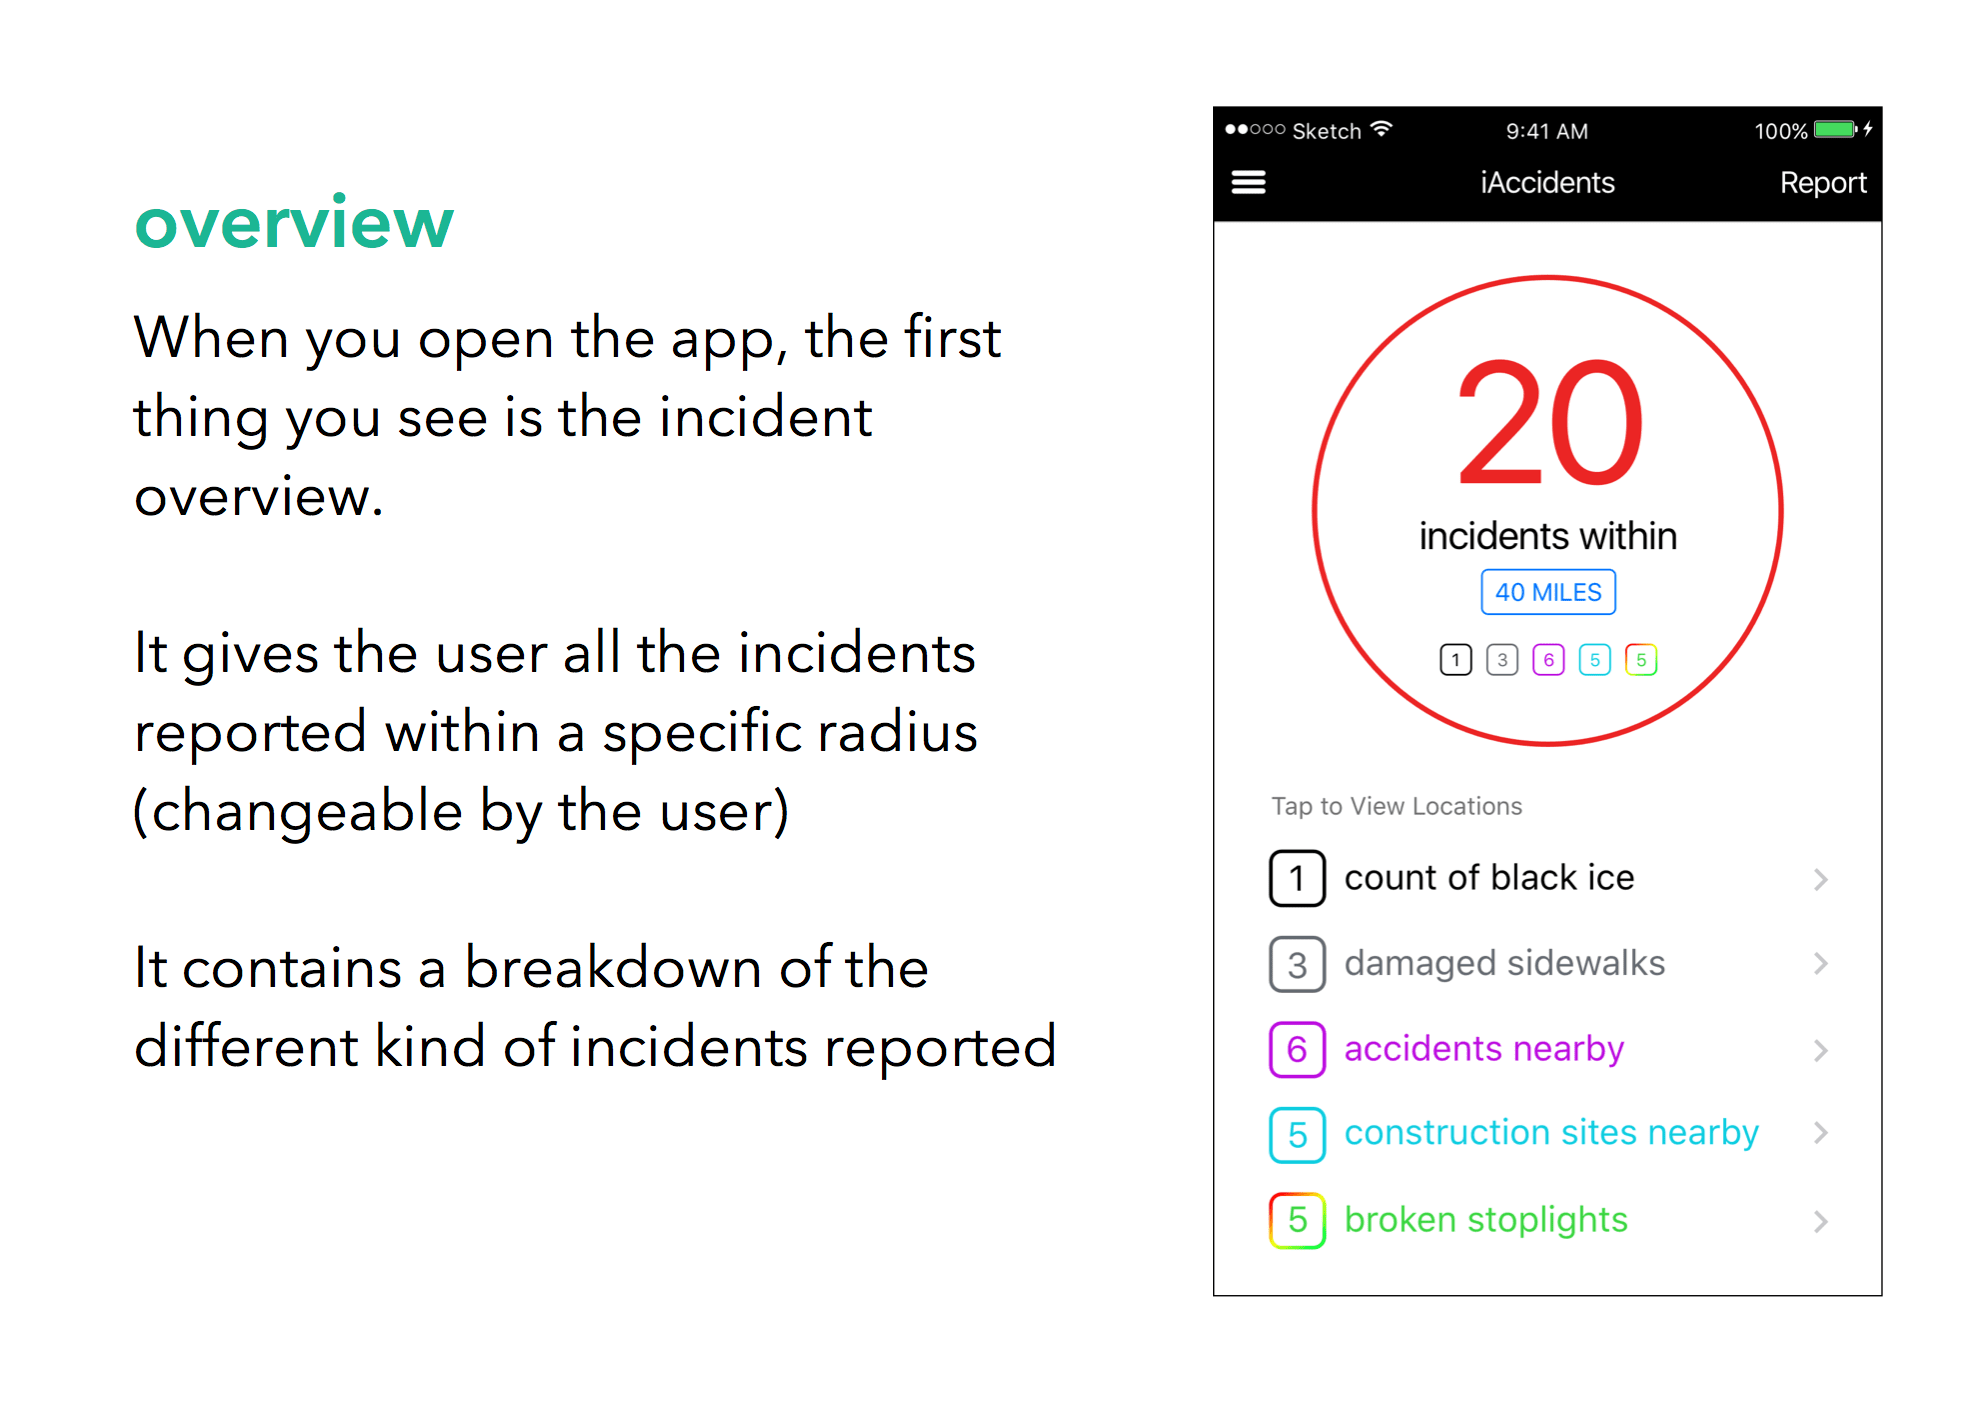 overview
When you open the app, the first
thing you see is the incident
overview.
It gives the user all the incidents
reported within a specific radius
(changeable by the user)
It contains a breakdown of the
different kind of incidents reported
Sketch 9:41 AM 100%
iAccidents Report
20
incidents within
40 MILES
1 3 6 5 5
Tap to View Locations
1 count of black ice
3 damaged sidewalks
6 accidents nearby
5 construction sites nearby
5 broken stoplights